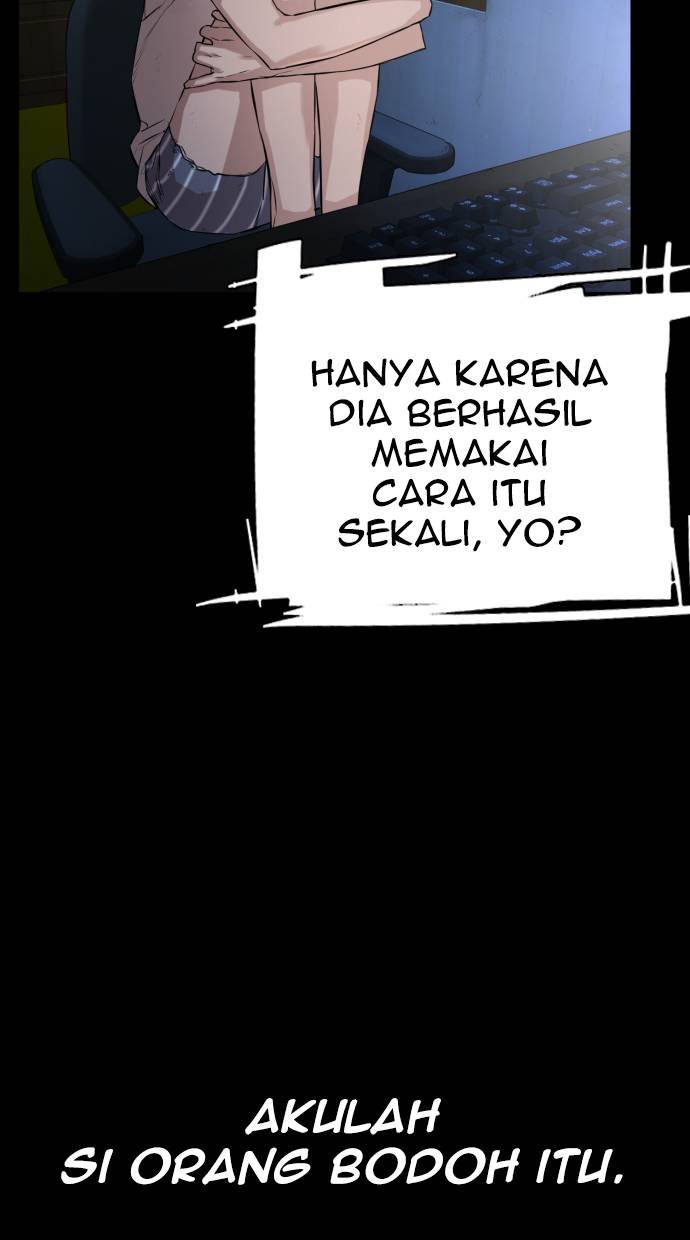 HANYA KARENA
DIA BERHASIL
MEMAKAI
CARA ITU
SEKALI, YO?
AKULAH
SI ORANG BODOH ITU.